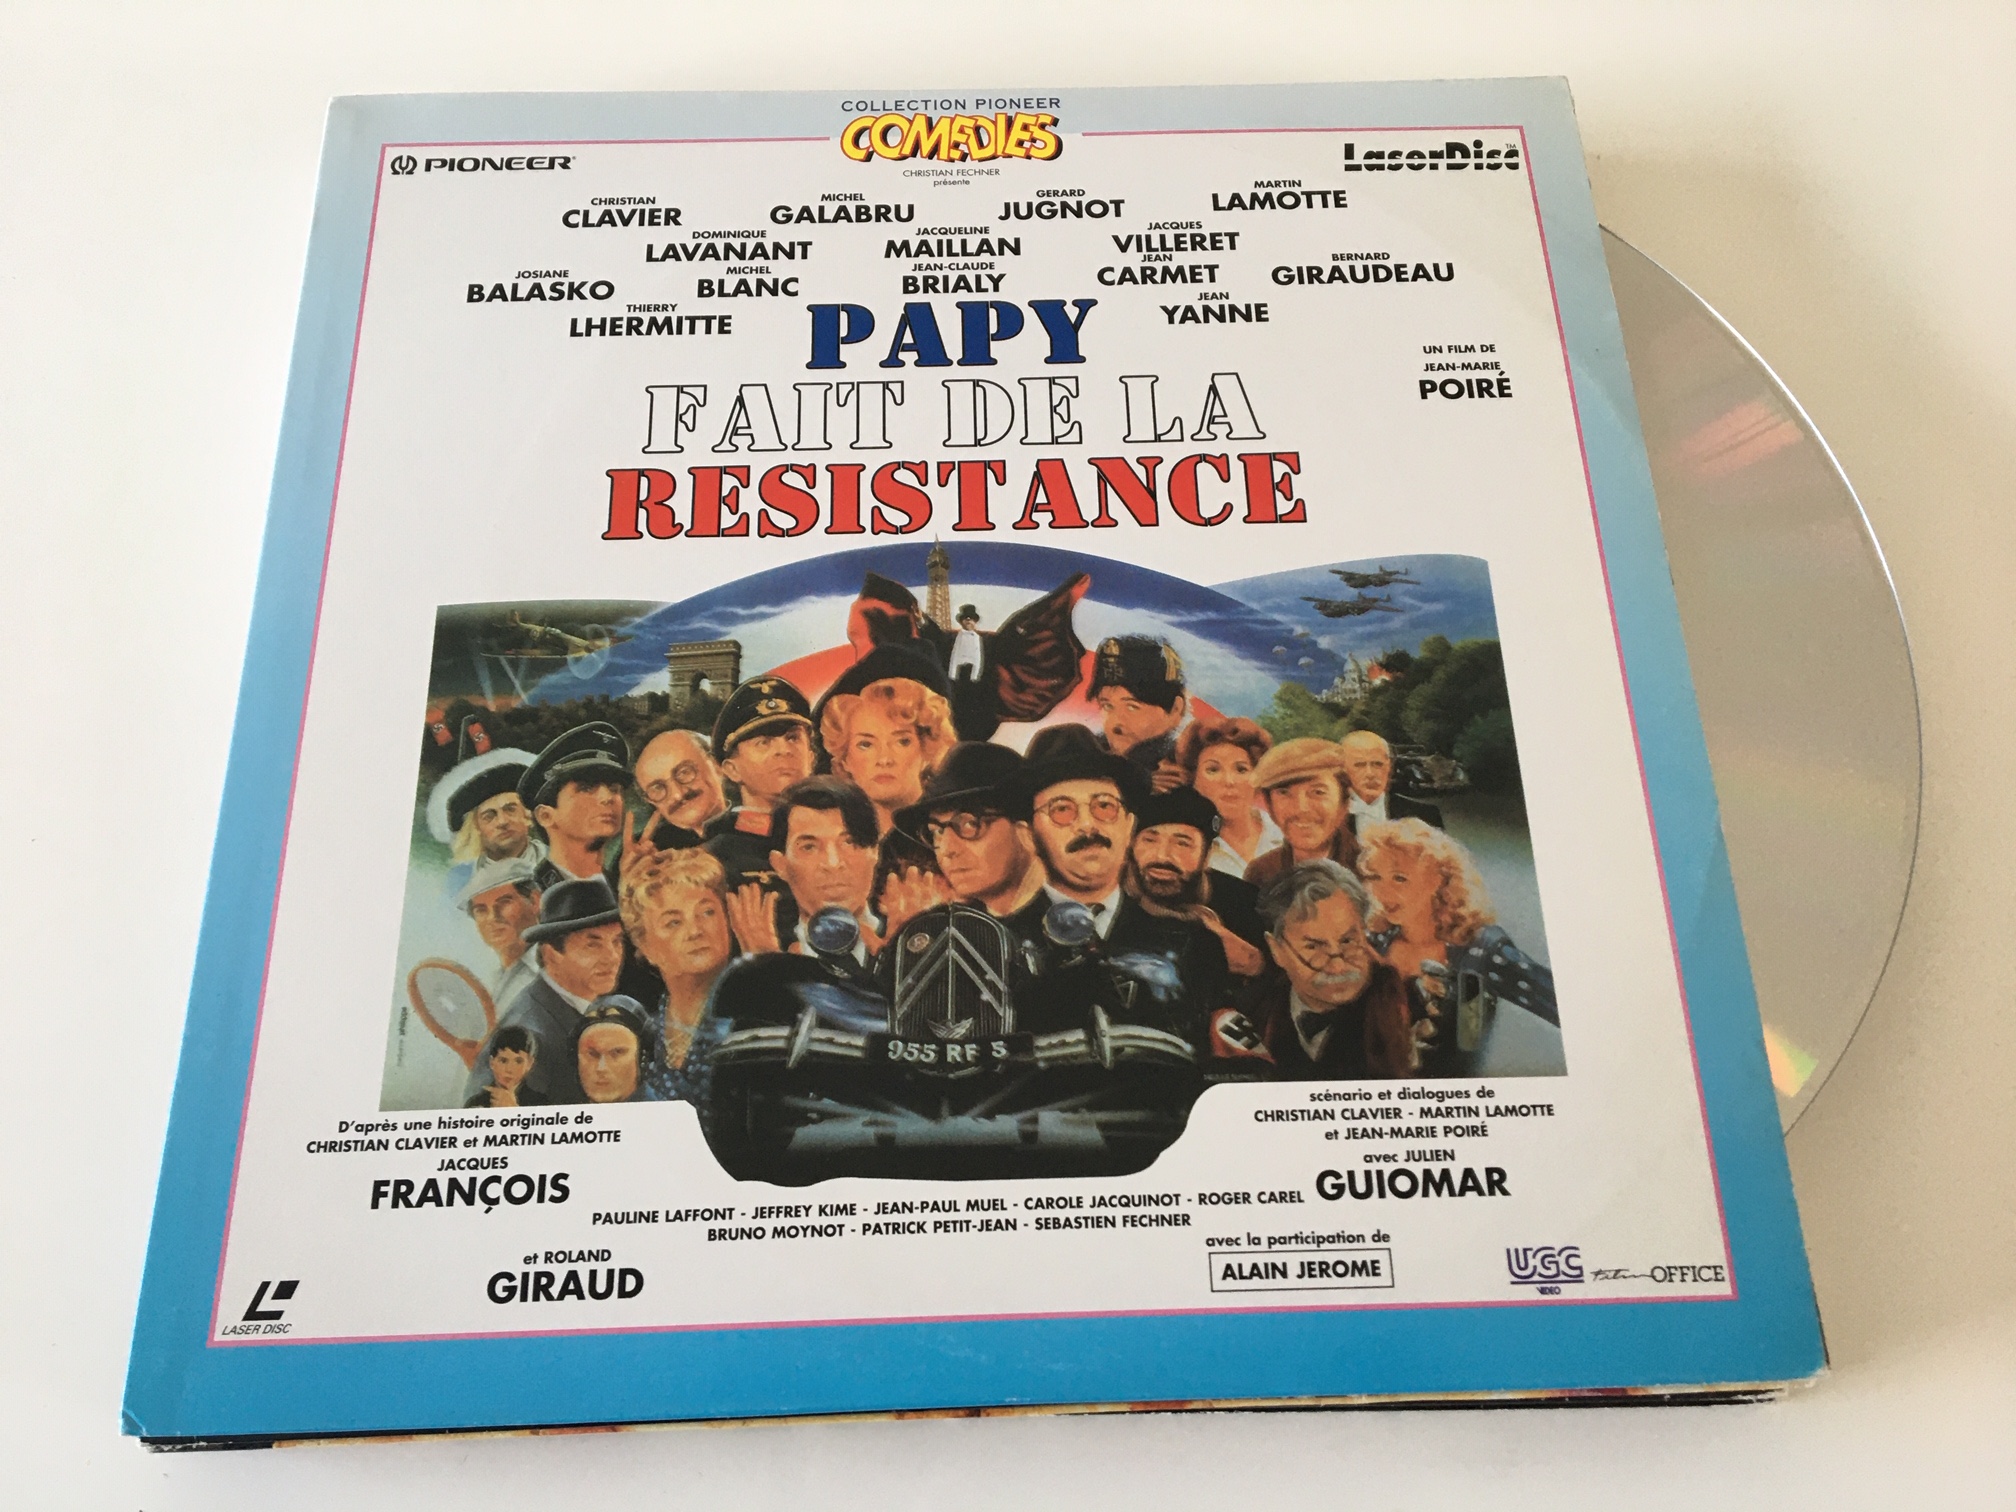 COLLECTION PIONEER
COMEDIES
PIONEER
LaserDisc™
CHRISTIAN FECHNER
présente
CHRISTIAN CLAVIER
MICHEL GALABRU
GERARD JUGNOT
MARTIN LAMOTTE
DOMINIQUE LAVANANT
JACQUELINE MAILLAN
JACQUES VILLERET
JOSIANE BALASKO
MICHEL BLANC
JEAN-CLAUDE BRIALY
JEAN CARMET
BERNARD GIRAUDEAU
THIERRY LHERMITTE
JEAN YANNE
PAPY
FAIT DE LA
RESISTANCE
UN FILM DE
JEAN-MARIE
POIRÉ
955 RF 5
D'après une histoire originale de
CHRISTIAN CLAVIER et MARTIN LAMOTTE
JACQUES
FRANÇOIS
scénario et dialogues de
CHRISTIAN CLAVIER - MARTIN LAMOTTE
et JEAN-MARIE POIRÉ
avec JULIEN
GUIOMAR
PAULINE LAFFONT - JEFFREY KIME - JEAN-PAUL MUEL - CAROLE JACQUINOT - ROGER CAREL
BRUNO MOYNOT - PATRICK PETIT-JEAN - SEBASTIEN FECHNER
et ROLAND
GIRAUD
avec la participation de
ALAIN JEROME
LASER DISC
UGC
VIDEO
Film OFFICE